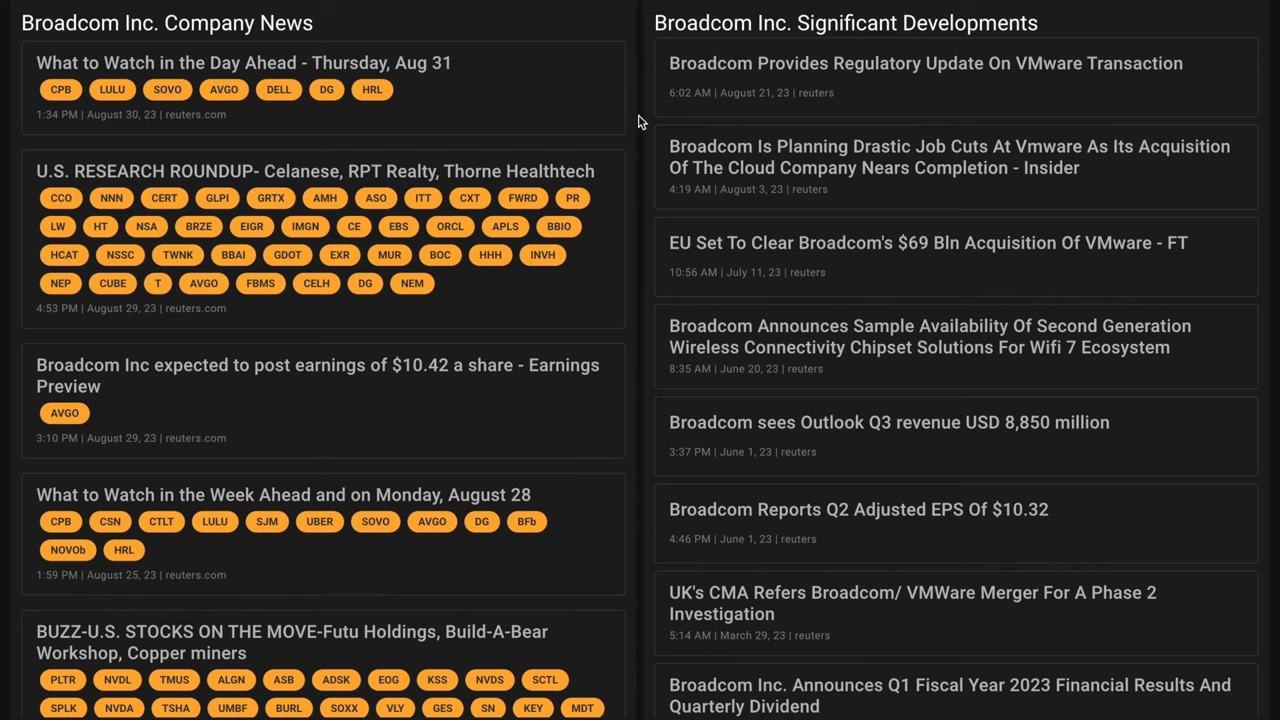 Broadcom Inc. Company News
What to Watch in the Day Ahead - Thursday, Aug 31
CPB LULU SOVO AVGO DELL DG HRL
1:34 PM | August 30, 23 | reuters.com
U.S. RESEARCH ROUNDUP- Celanese, RPT Realty, Thorne Healthtech
CCO NNN CERT GLPI GRTX AMH ASO ITT CXT FWRD PR
LW HT NSA BRZE EIGR IMGN CE EBS ORCL APLS BBIO
HCAT NSSC TWNK BBAI GDOT EXR MUR BOC HHH INVH
NEP CUBE T AVGO FBMS CELH DG NEM
4:53 PM | August 29, 23 | reuters.com
Broadcom Inc expected to post earnings of $10.42 a share - Earnings
Preview
AVGO
3:10 PM | August 29, 23 | reuters.com
What to Watch in the Week Ahead and on Monday, August 28
CPB CSN CTLT LULU SJM UBER SOVO AVGO DG BFb
NOVOb HRL
1:59 PM | August 25, 23 | reuters.com
BUZZ-U.S. STOCKS ON THE MOVE-Futu Holdings, Build-A-Bear
Workshop, Copper miners
PLTR NVDL TMUS ALGN ASB ADSK EOG KSS NVDS SCTL
SPLK NVDA TSHA UMBF BURL SOXX VLY GES SN KEY MDT
Broadcom Inc. Significant Developments
Broadcom Provides Regulatory Update On VMware Transaction
6:02 AM | August 21, 23 | reuters
Broadcom Is Planning Drastic Job Cuts At Vmware As Its Acquisition
Of The Cloud Company Nears Completion - Insider
4:19 AM | August 3, 23 | reuters
EU Set To Clear Broadcom's $69 Bln Acquisition Of VMware - FT
10:56 AM | July 11, 23 | reuters
Broadcom Announces Sample Availability Of Second Generation
Wireless Connectivity Chipset Solutions For Wifi 7 Ecosystem
8:35 AM | June 20, 23 | reuters
Broadcom sees Outlook Q3 revenue USD 8,850 million
3:37 PM | June 1, 23 | reuters
Broadcom Reports Q2 Adjusted EPS Of $10.32
4:46 PM | June 1, 23 | reuters
UK's CMA Refers Broadcom/ VMWare Merger For A Phase 2
Investigation
5:14 AM | March 29, 23 | reuters
Broadcom Inc. Announces Q1 Fiscal Year 2023 Financial Results And
Quarterly Dividend